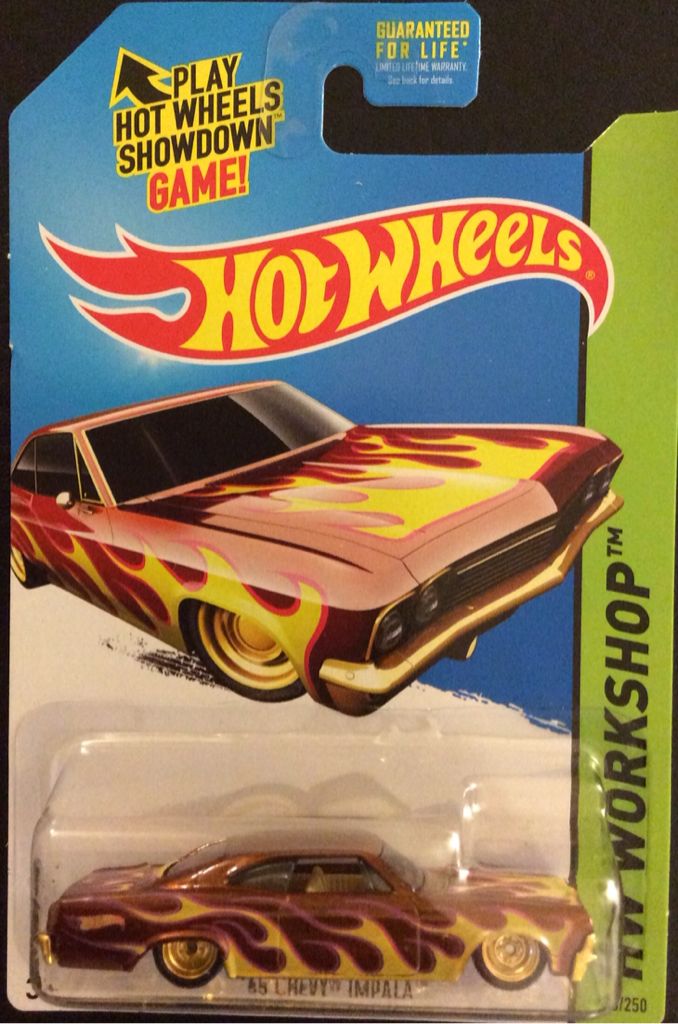 GUARANTEED
FOR LIFE*
LIMITED LIFETIME WARRANTY.
See back for details.
PLAY
HOT WHEELS
SHOWDOWN™
GAME!
HOT WHEELS®
HW WORKSHOP™
'65 CHEVY™ IMPALA
/250